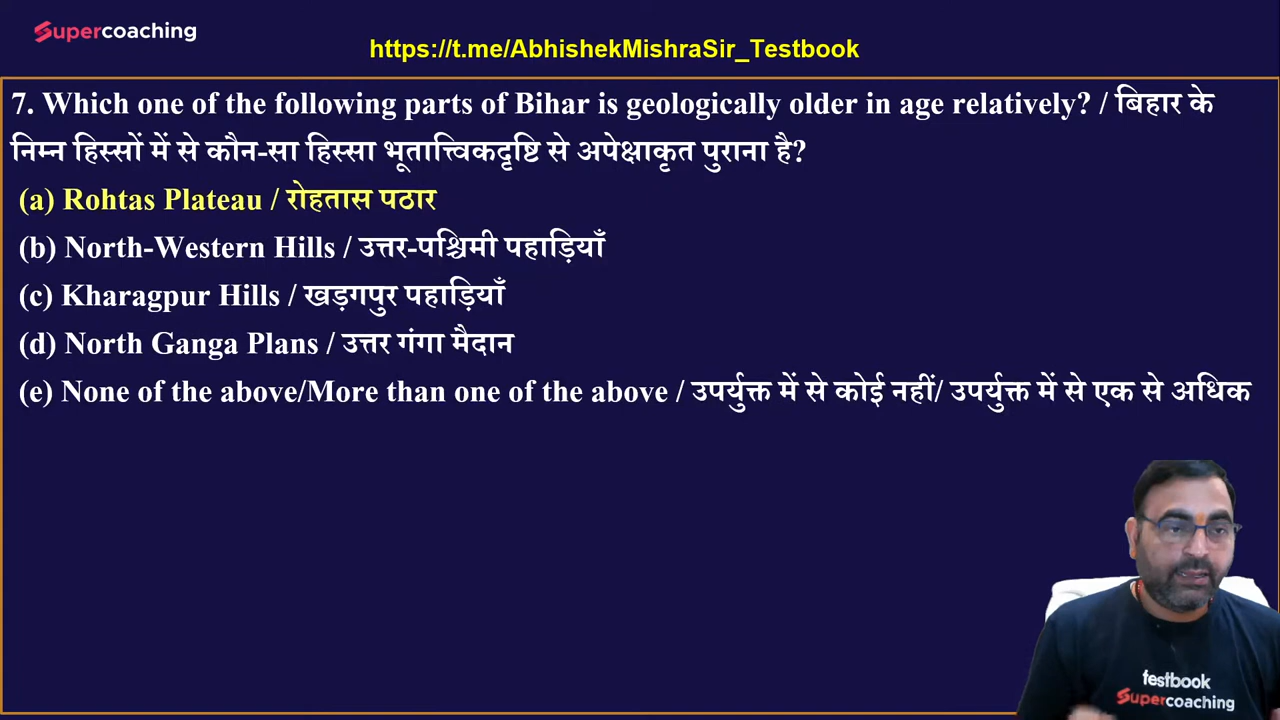 Supercoaching
https://t.me/AbhishekMishraSir_Testbook
7. Which one of the following parts of Bihar is geologically older in age relatively? / बिहार के
निम्न हिस्सों में से कौन-सा हिस्सा भूतात्त्विकदृष्टि से अपेक्षाकृत पुराना है?
(a) Rohtas Plateau / रोहतास पठार
(b) North-Western Hills / उत्तर-पश्चिमी पहाड़ियाँ
(c) Kharagpur Hills / खड़गपुर पहाड़ियाँ
(d) North Ganga Plans / उत्तर गंगा मैदान
(e) None of the above/More than one of the above / उपर्युक्त में से कोई नहीं/ उपर्युक्त में से एक से अधिक
testbook
Supercoaching